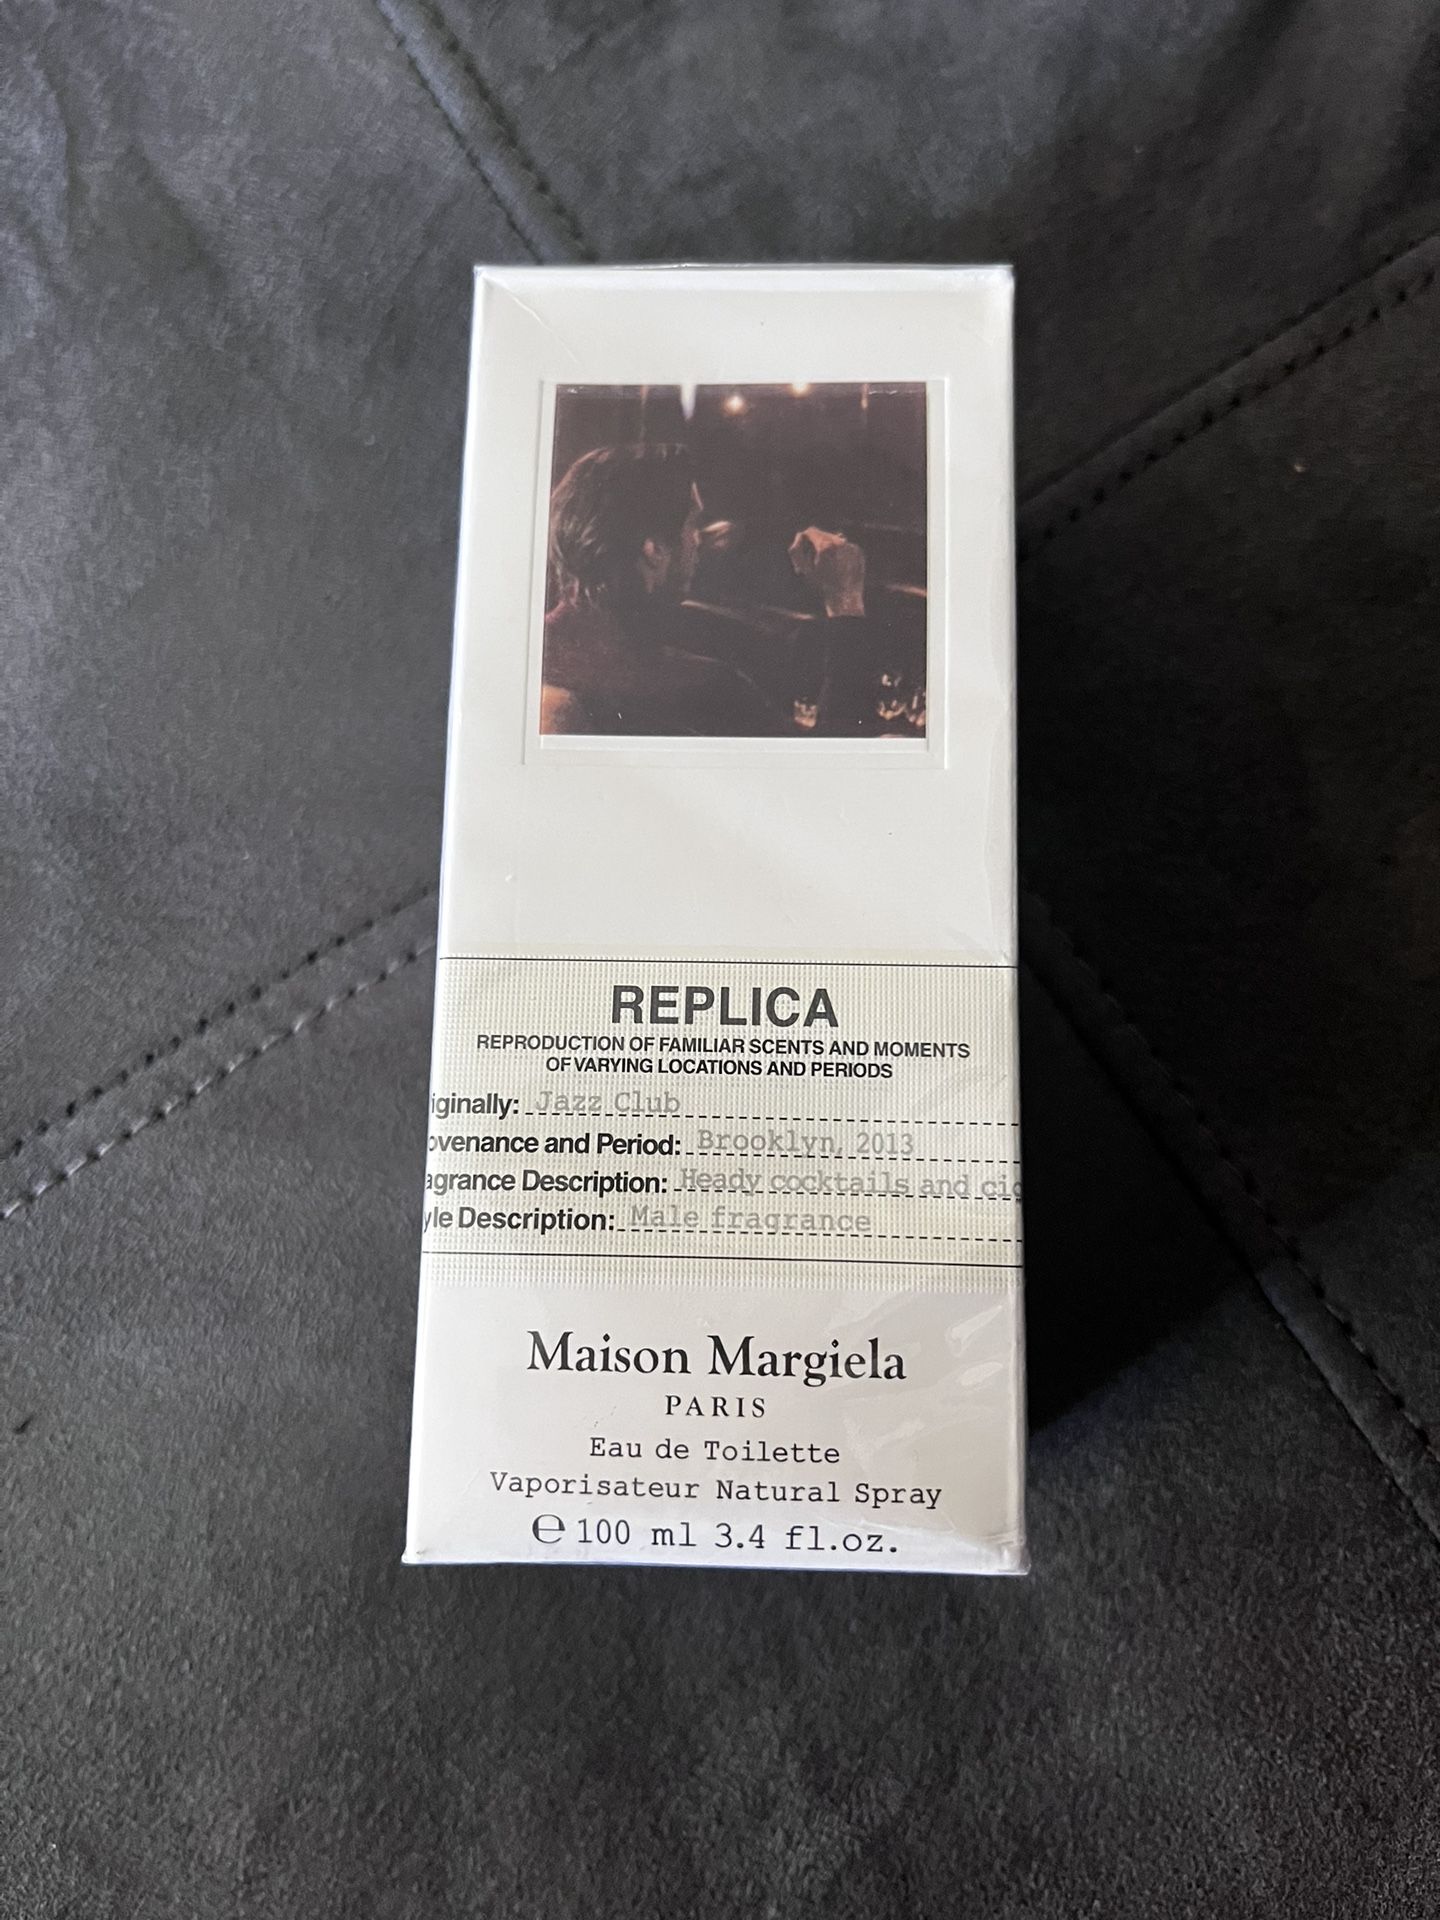 REPLICA
REPRODUCTION OF FAMILIAR SCENTS AND MOMENTS
OF VARYING LOCATIONS AND PERIODS
iginally: Jazz Club
ovenance and Period: Brooklyn, 2013
agrance Description: Heady cocktails and cig
yle Description: Male fragrance
Maison Margiela
PARIS
Eau de Toilette
Vaporisateur Natural Spray
℮ 100 ml 3.4 fl.oz.